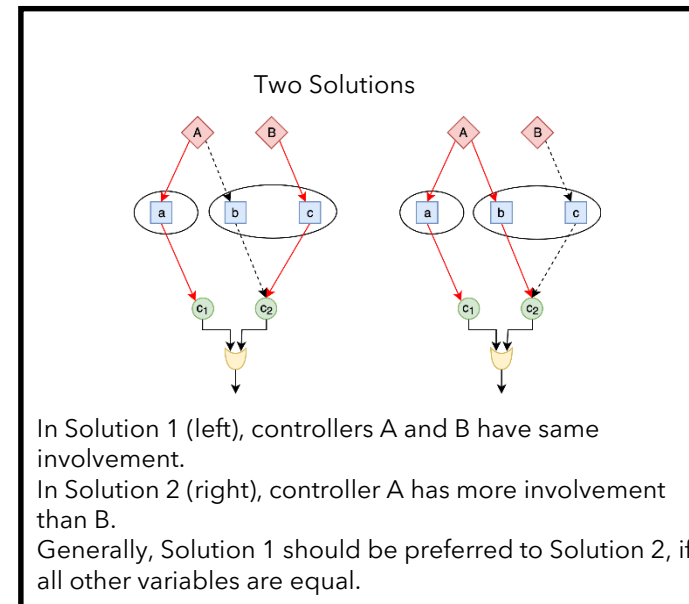 Two Solutions
A B A B
a b c a b c
c1 c2 c1 c2
In Solution 1 (left), controllers A and B have same
involvement.
In Solution 2 (right), controller A has more involvement
than B.
Generally, Solution 1 should be preferred to Solution 2, if
all other variables are equal.